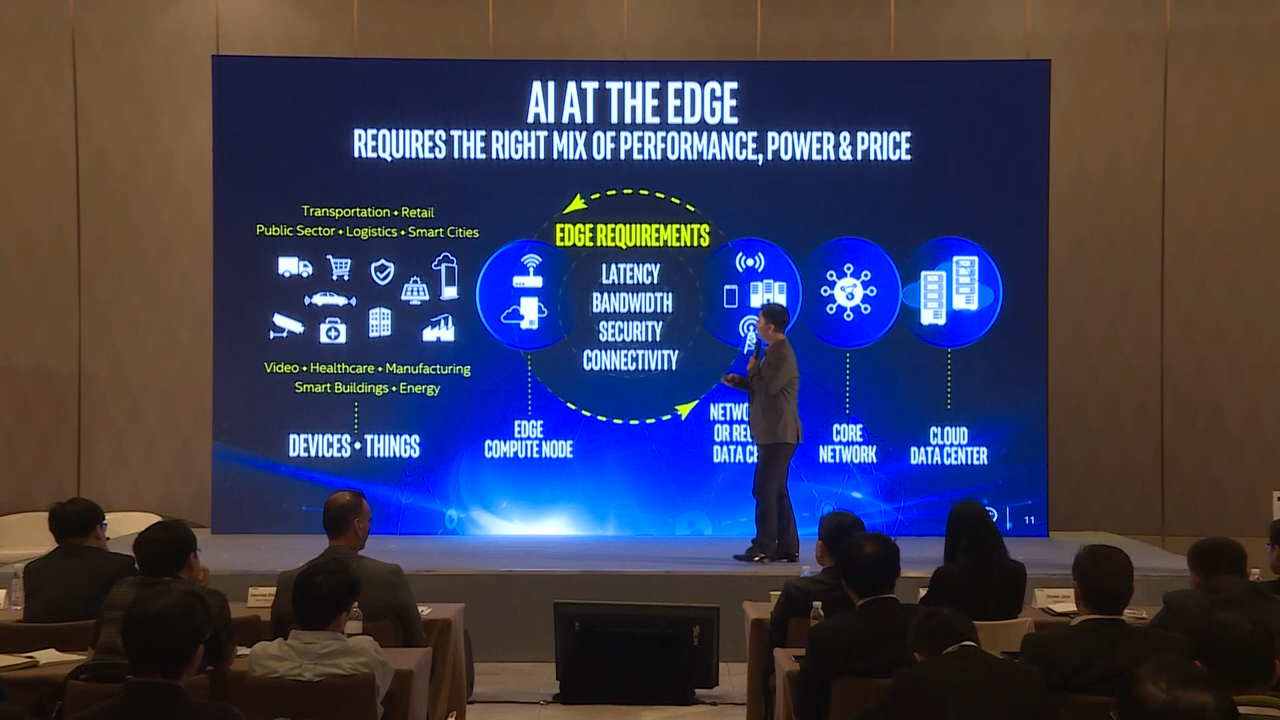 AI AT THE EDGE
REQUIRES THE RIGHT MIX OF PERFORMANCE, POWER & PRICE
Transportation • Retail
Public Sector • Logistics • Smart Cities
Video • Healthcare • Manufacturing
Smart Buildings • Energy
DEVICES • THINGS
EDGE REQUIREMENTS
LATENCY
BANDWIDTH
SECURITY
CONNECTIVITY
EDGE
COMPUTE NODE
OR
DATA
CORE
NETWORK
CLOUD
DATA CENTER
11